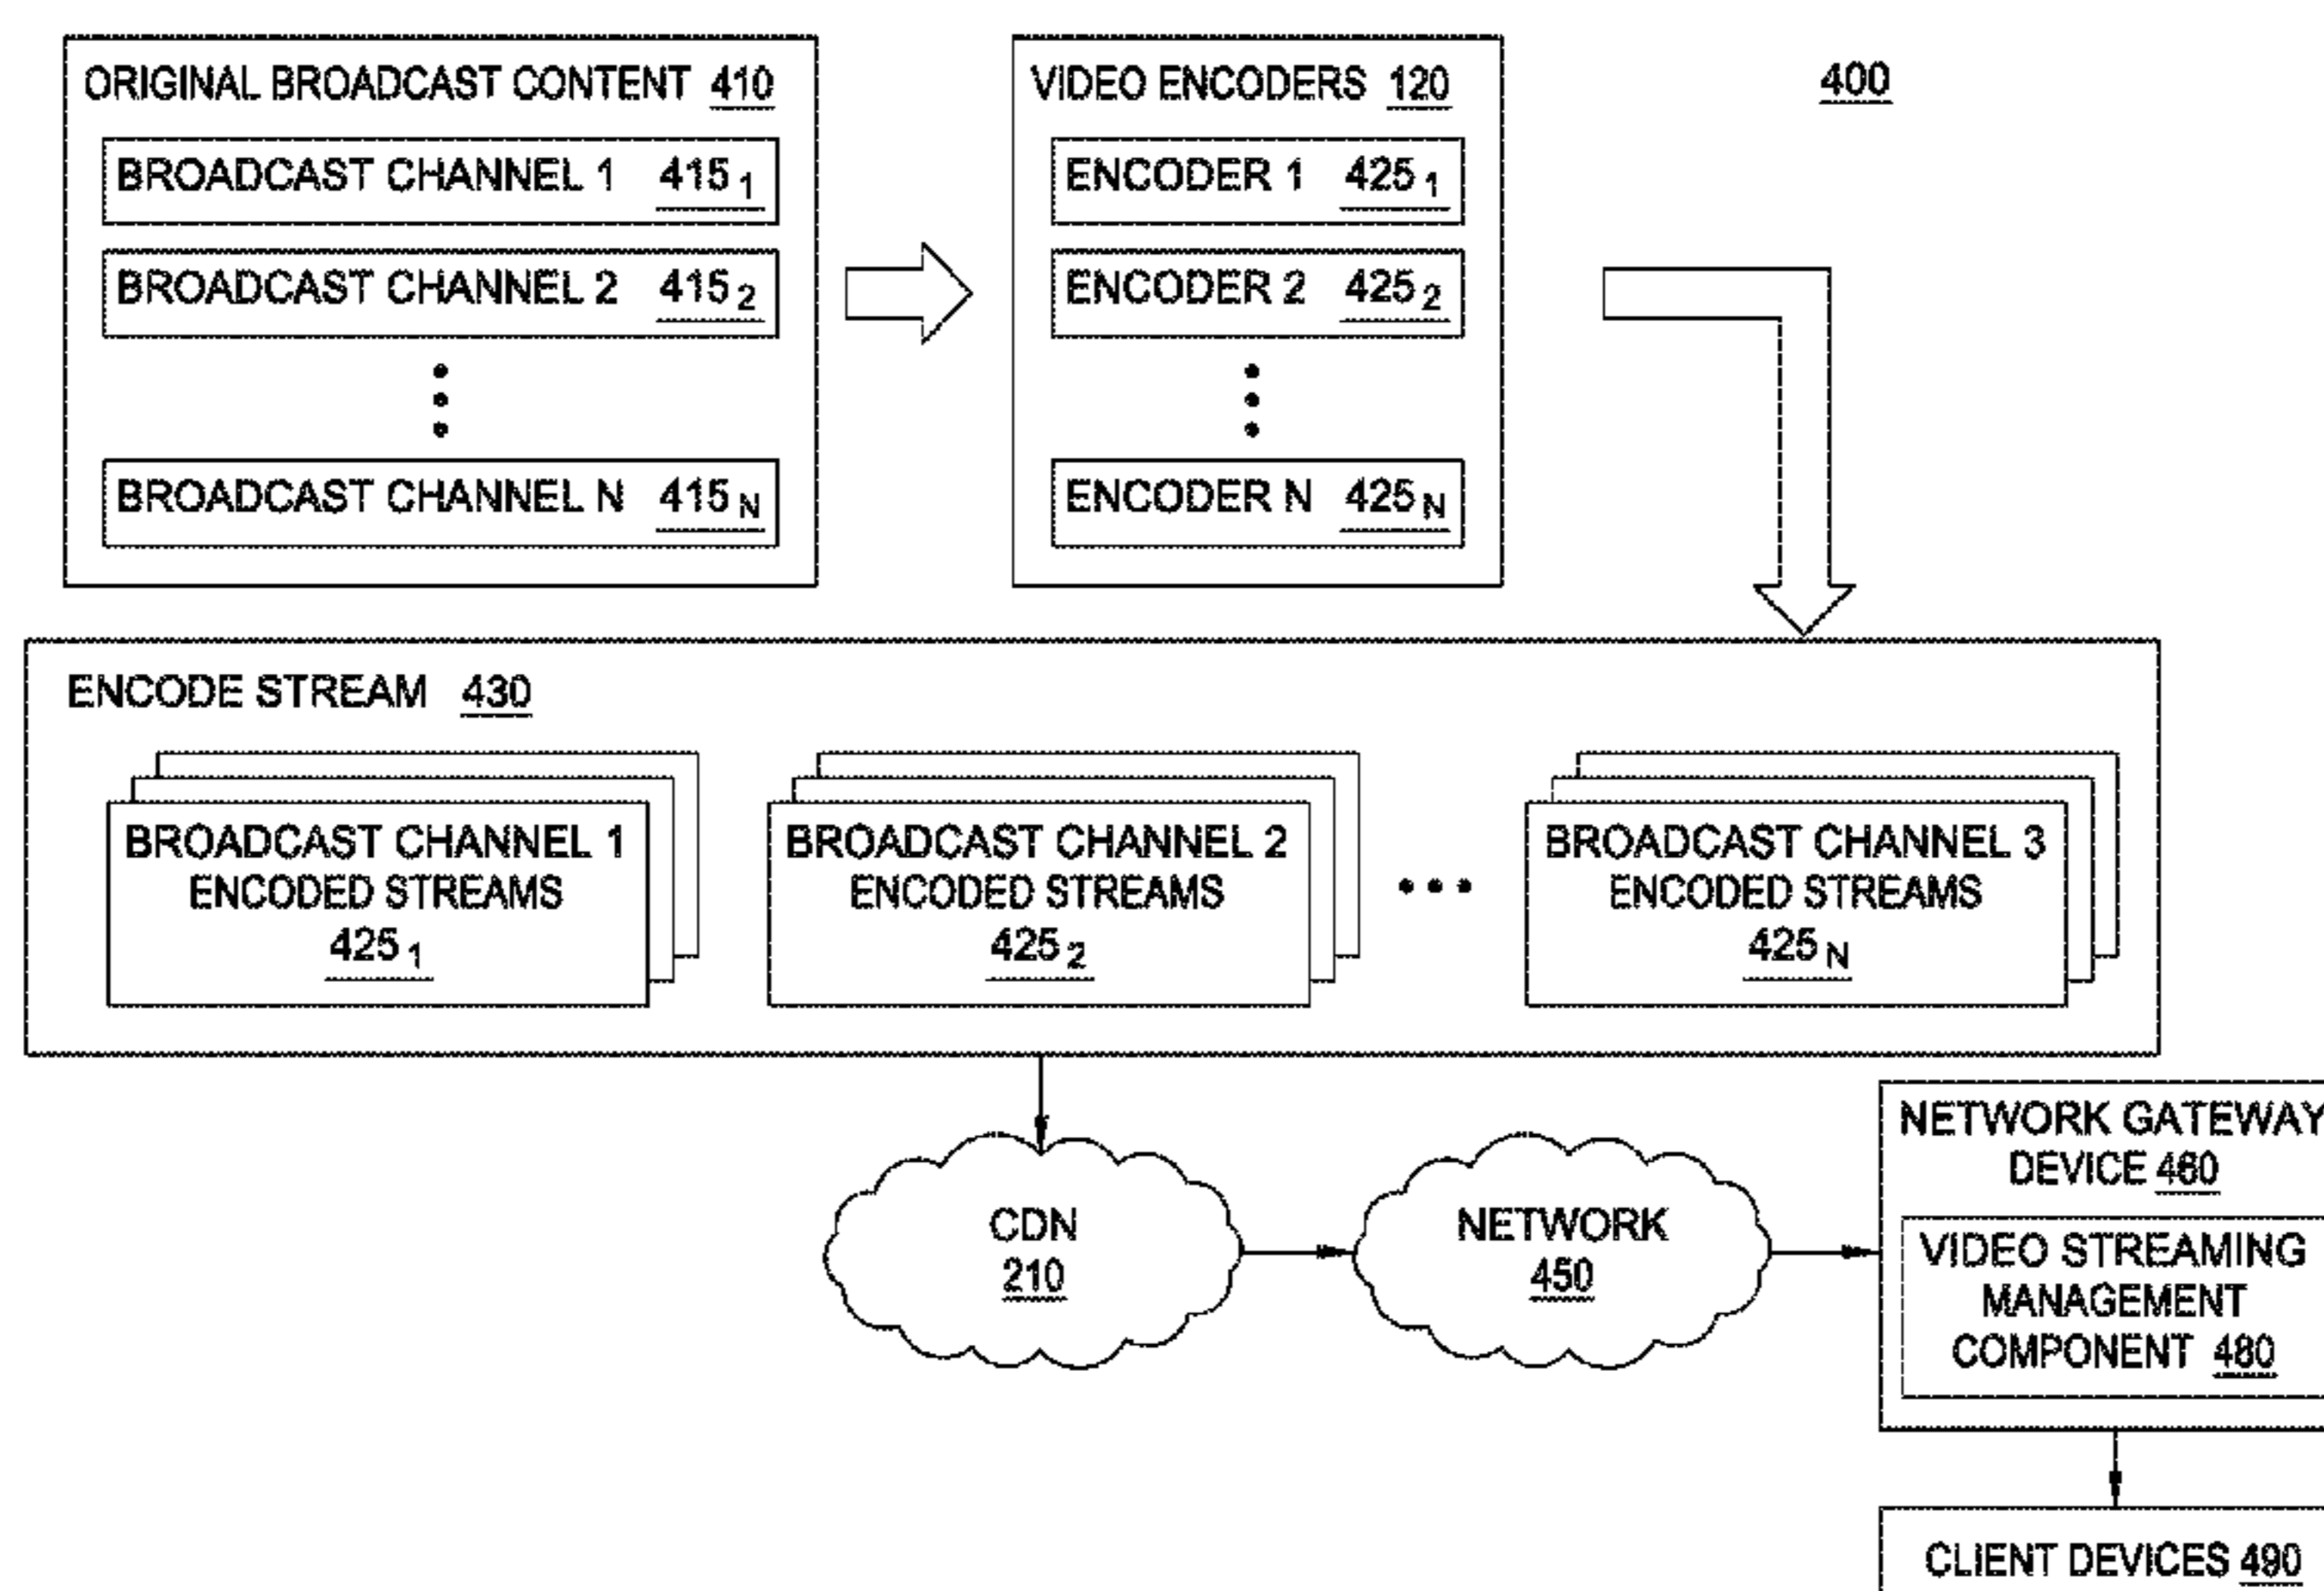 ORIGINAL BROADCAST CONTENT 410
BROADCAST CHANNEL 1 415 1
BROADCAST CHANNEL 2 415 2
BROADCAST CHANNEL N 415 N
VIDEO ENCODERS 120
ENCODER 1 425 1
ENCODER 2 425 2
ENCODER N 425 N
400
ENCODE STREAM 430
BROADCAST CHANNEL 1
ENCODED STREAMS
425 1
BROADCAST CHANNEL 2
ENCODED STREAMS
425 2
BROADCAST CHANNEL 3
ENCODED STREAMS
425 N
CDN
210
NETWORK
450
NETWORK GATEWAY
DEVICE 460
VIDEO STREAMING
MANAGEMENT
COMPONENT 480
CLIENT DEVICES 490